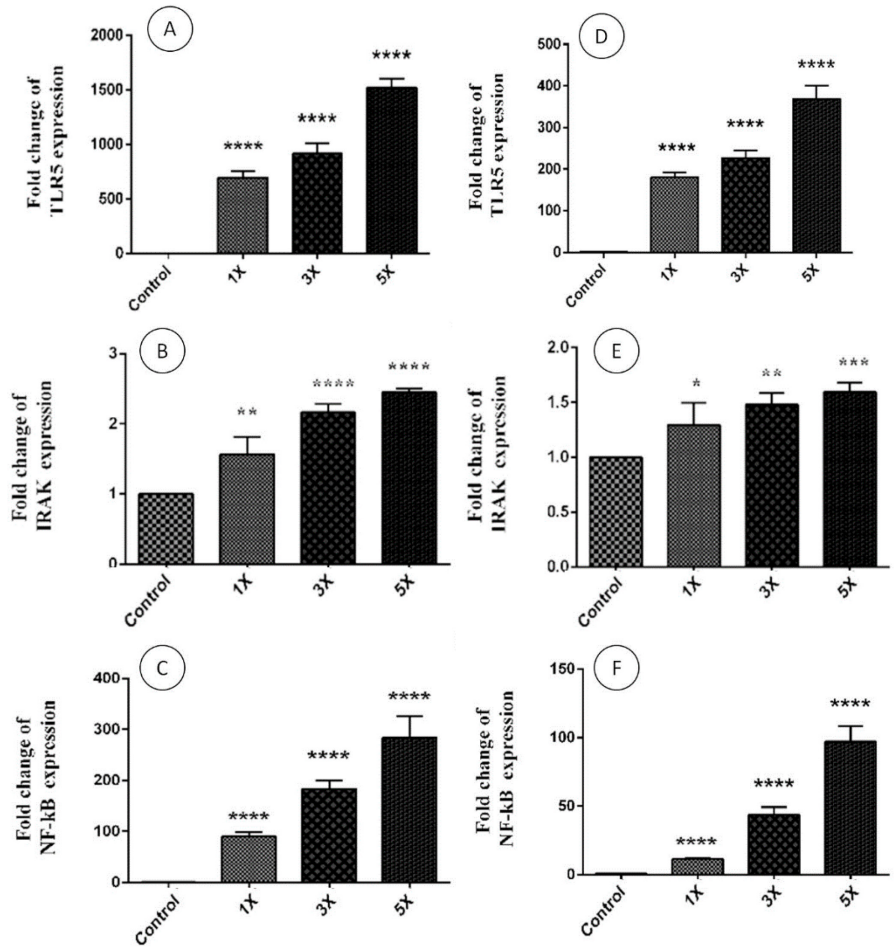 A
Fold change of
TLR5 expression
2000
1500
1000
500
0
****
****
****
Control
1X
3X
5X
D
Fold change of
TLR5 expression
500
400
300
200
100
0
****
****
****
Control
1X
3X
5X
B
Fold change of
IRAK expression
3
2
1
0
**
****
****
Control
1X
3X
5X
E
Fold change of
IRAK expression
2.0
1.5
1.0
0.5
0.0
*
**
***
Control
1X
3X
5X
C
Fold change of
NF-kB expression
400
300
200
100
0
****
****
****
Control
1X
3X
5X
F
Fold change of
NF-kB expression
150
100
50
0
****
****
****
Control
1X
3X
5X